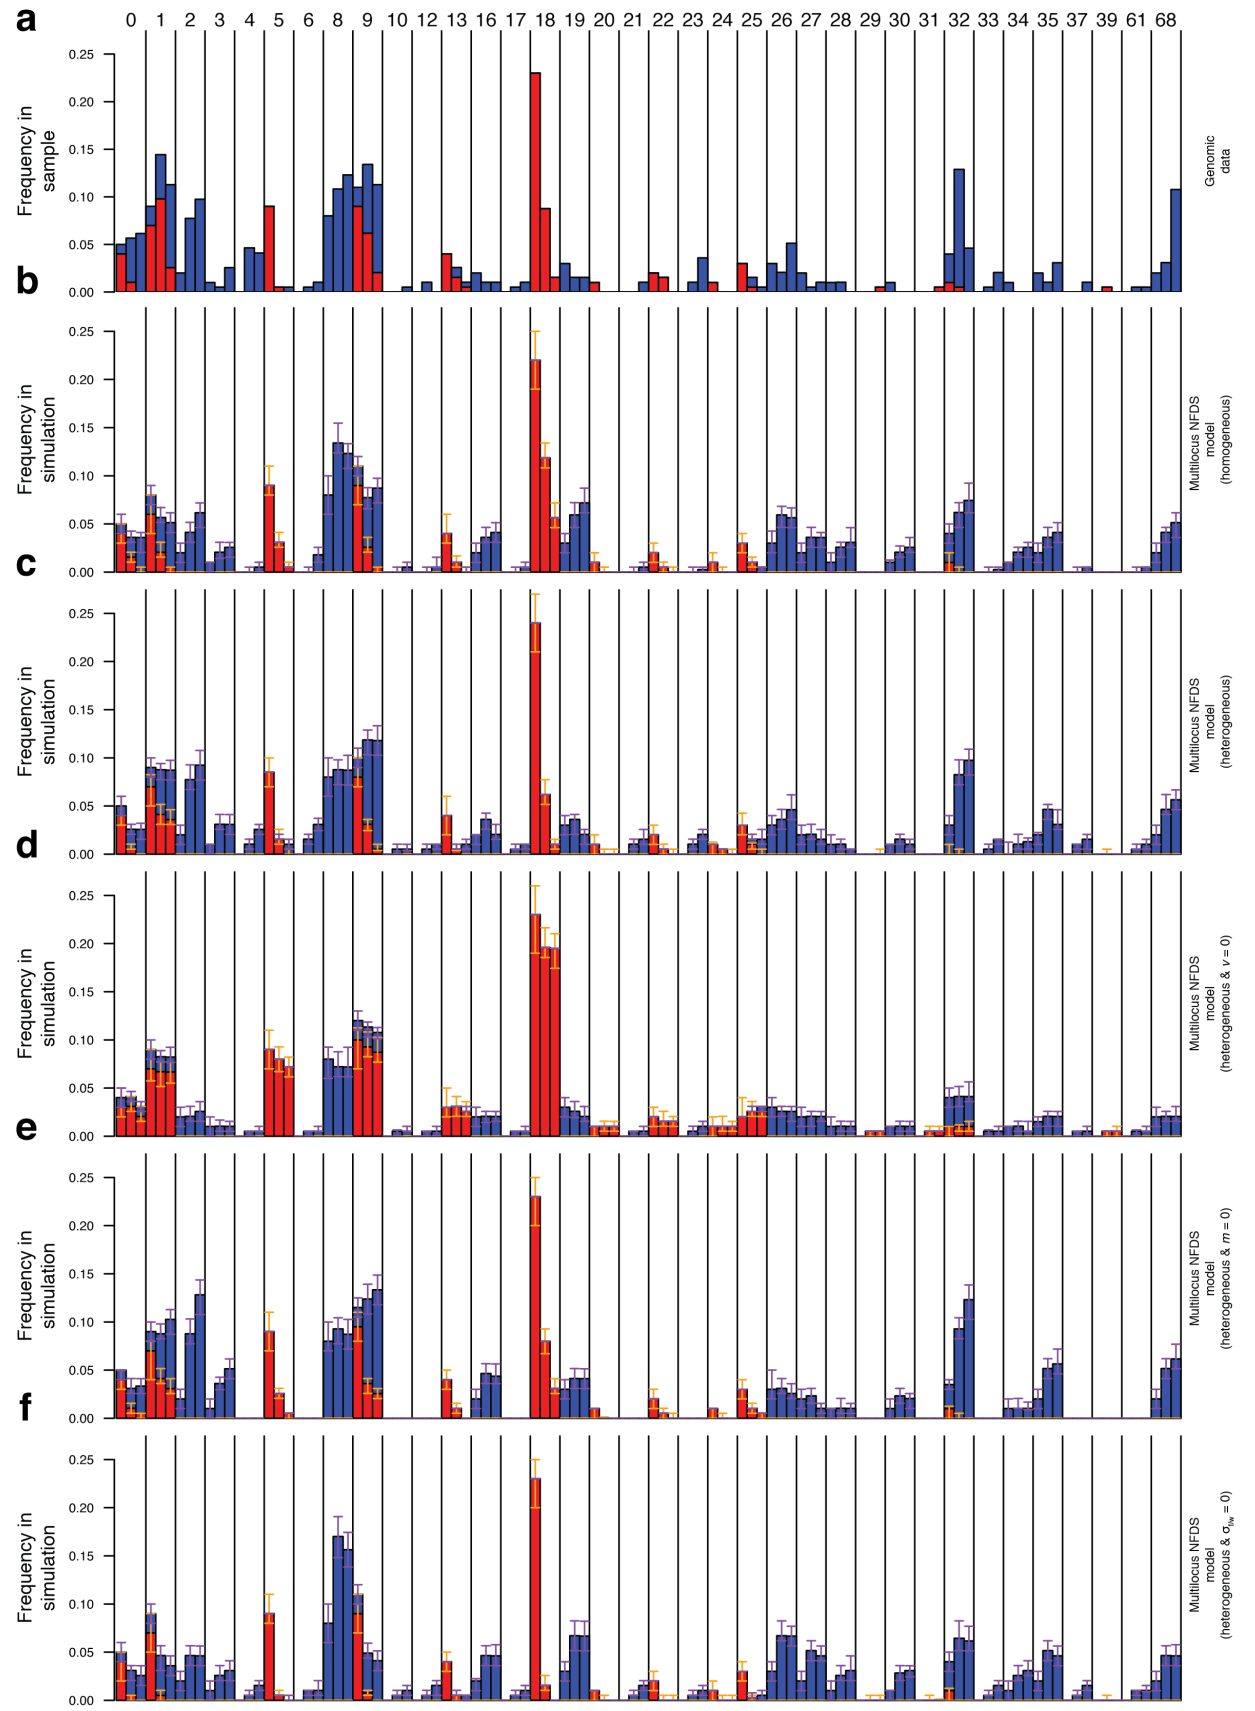 a
0 1 2 3 4 5 6 8 9 10 12 13 16 17 18 19 20 21 22 23 24 25 26 27 28 29 30 31 32 33 34 35 37 39 61 68
0.25
0.20
0.15
0.10
0.05
0.00
Frequency in
sample
Genomic
data
b
0.25
0.20
0.15
0.10
0.05
0.00
Frequency in
simulation
Multilocus NFDS
model
(homogeneous)
c
0.25
0.20
0.15
0.10
0.05
0.00
Frequency in
simulation
Multilocus NFDS
model
(heterogeneous)
d
0.25
0.20
0.15
0.10
0.05
0.00
Frequency in
simulation
Multilocus NFDS
model
(heterogeneous & v = 0)
e
0.25
0.20
0.15
0.10
0.05
0.00
Frequency in
simulation
Multilocus NFDS
model
(heterogeneous & m = 0)
f
0.25
0.20
0.15
0.10
0.05
0.00
Frequency in
simulation
Multilocus NFDS
model
(heterogeneous & σf/w = 0)